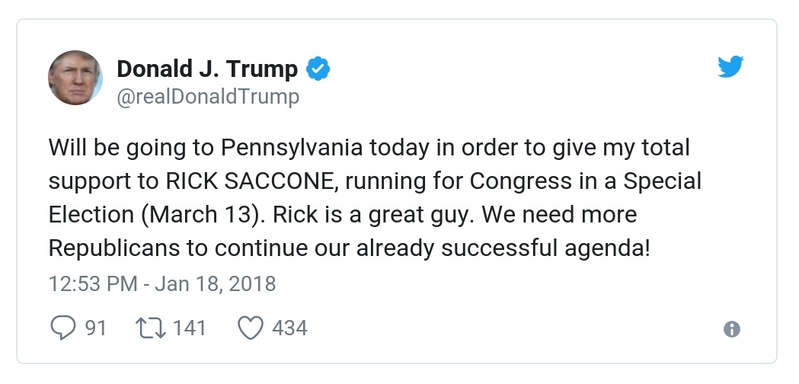 Donald J. Trump
@realDonaldTrump
Will be going to Pennsylvania today in order to give my total
support to RICK SACCONE, running for Congress in a Special
Election (March 13). Rick is a great guy. We need more
Republicans to continue our already successful agenda!
12:53 PM - Jan 18, 2018
91 141 434